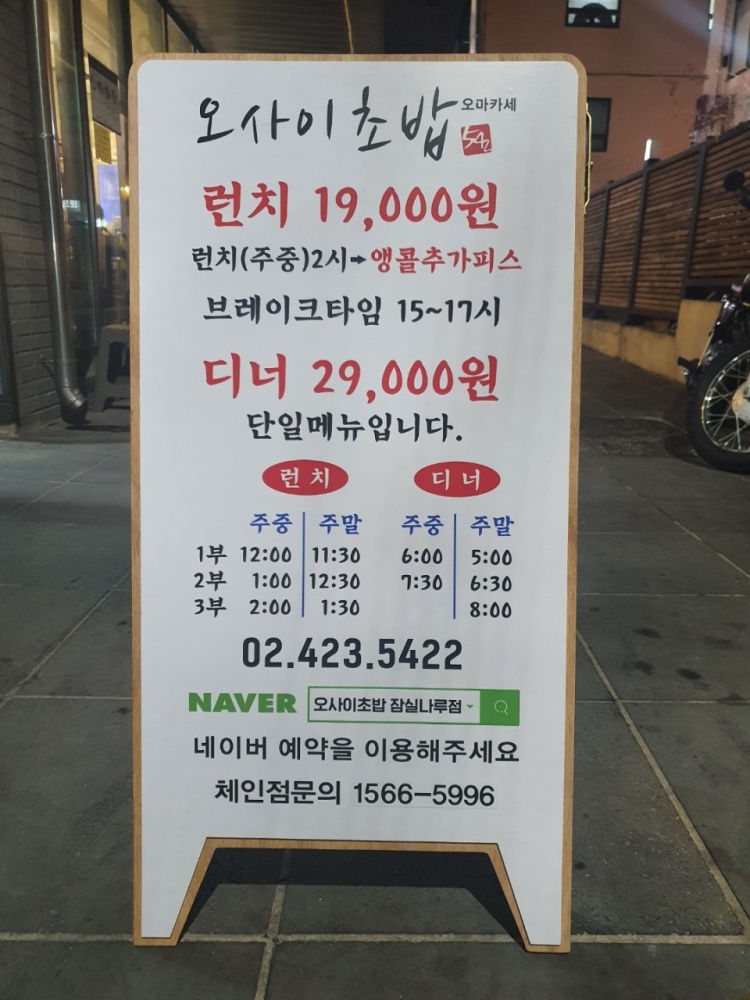 오사이초밥 오마카세
542
런치 19,000원
런치(주중)2시➡앵콜추가피스
브레이크타임 15~17시
디너 29,000원
단일메뉴입니다.
런치 디너
주중 주말 주중 주말
1부 12:00 11:30 6:00 5:00
2부 1:00 12:30 7:30 6:30
3부 2:00 1:30 8:00
02.423.5422
NAVER 오사이초밥 잠실나루점
네이버 예약을 이용해주세요
체인점문의 1566-5996